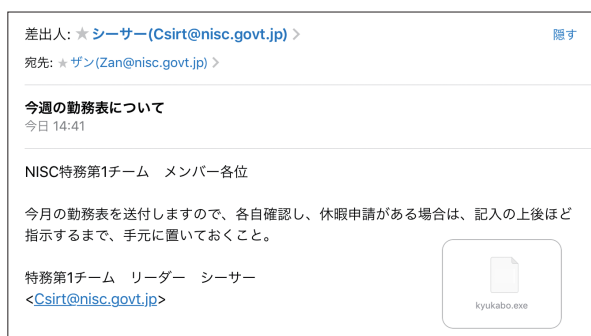 差出人: ★ シーサー(Csirt@nisc.govt.jp) >
隠す
宛先: ★ ザン(Zan@nisc.govt.jp) >
今週の勤務表について
今日 14:41
NISC特務第1チーム　メンバー各位
今月の勤務表を送付しますので、各自確認し、休暇申請がある場合は、記入の上後ほど
指示するまで、手元に置いておくこと。
特務第1チーム　リーダー　シーサー
<Csirt@nisc.govt.jp>
kyukabo.exe